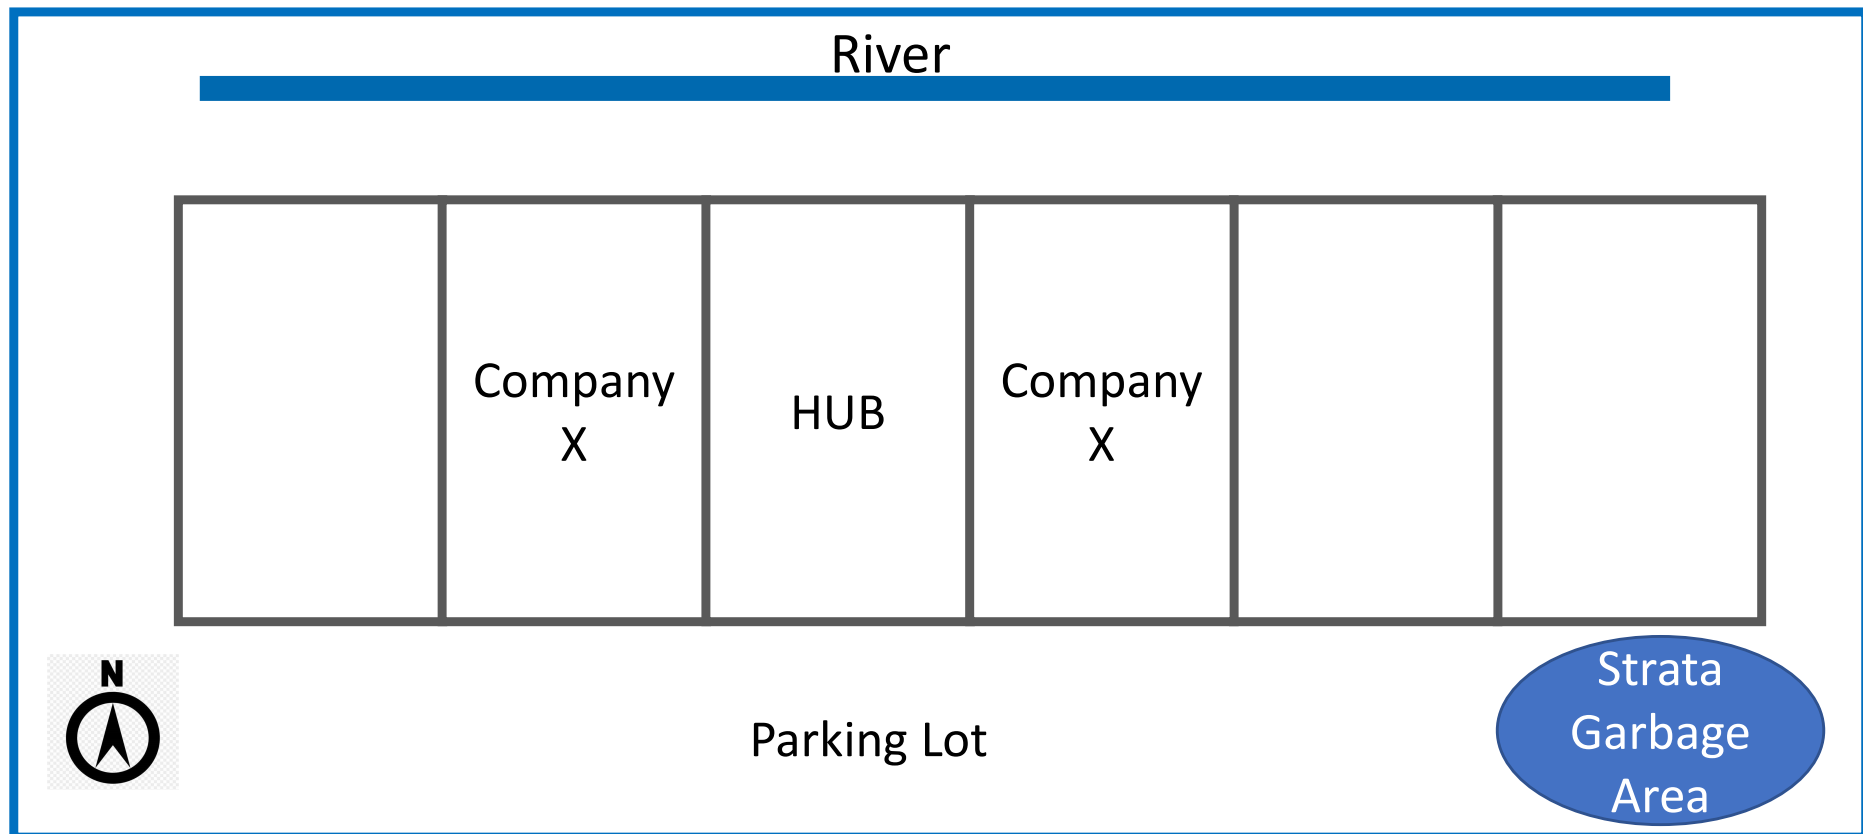 River
Company
X
HUB
Company
X
N
Parking Lot
Strata
Garbage
Area